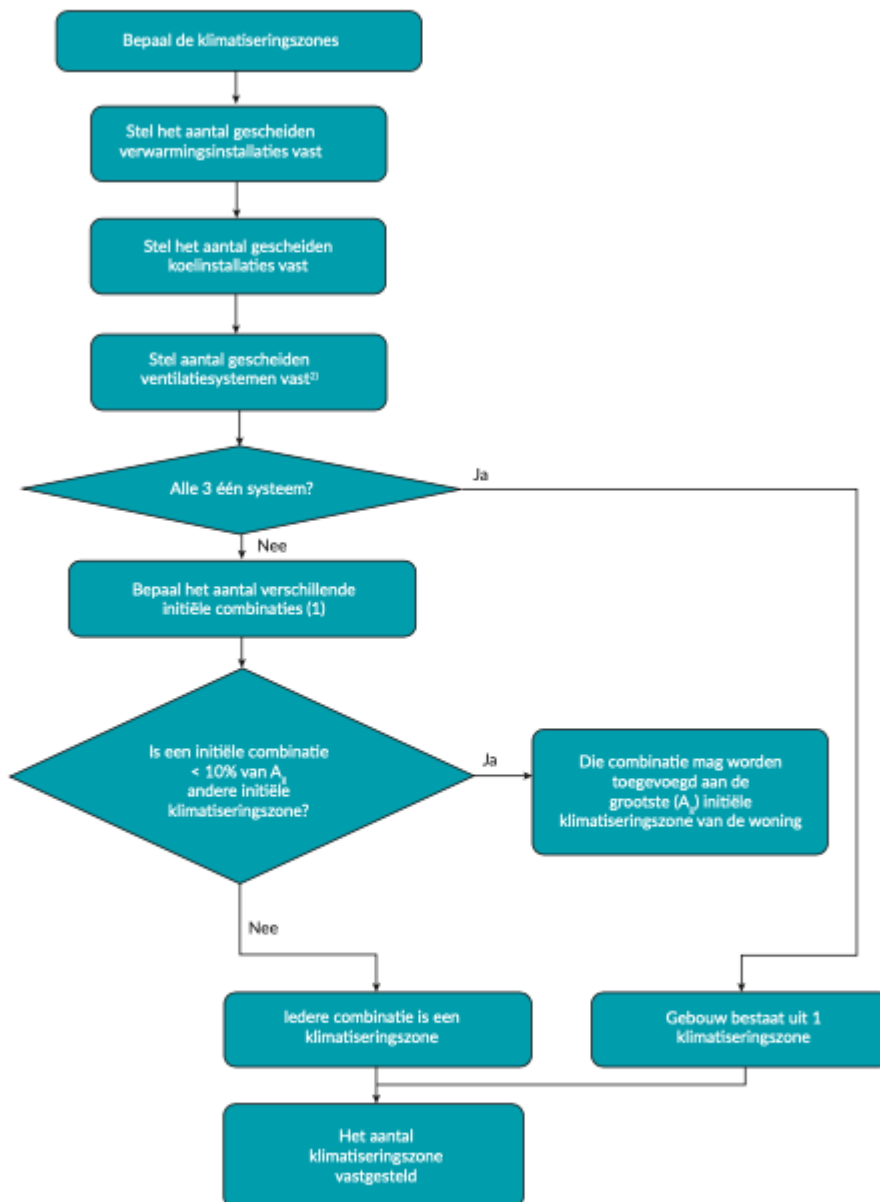 Bepaal de klimatiseringszones
Stel het aantal gescheiden
verwarmingsinstallaties vast
Stel het aantal gescheiden
koelinstallaties vast
Stel aantal gescheiden
ventilatiesystemen vast²⁾
Alle 3 één systeem?
Ja
Nee
Bepaal het aantal verschillende
initiële combinaties (1)
Is een initiële combinatie
< 10% van Ag
andere initiële
klimatiseringszone?
Ja
Die combinatie mag worden
toegevoegd aan de
grootste (Ag) initiële
klimatiseringszone van de woning
Nee
Iedere combinatie is een
klimatiseringszone
Gebouw bestaat uit 1
klimatiseringszone
Het aantal
klimatiseringszone
vastgesteld